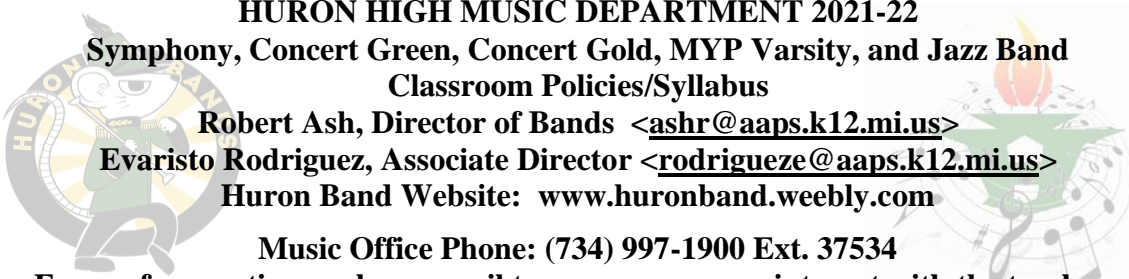 HURON HIGH MUSIC DEPARTMENT 2021-22
Symphony, Concert Green, Concert Gold, MYP Varsity, and Jazz Band
Classroom Policies/Syllabus
Robert Ash, Director of Bands <ashr@aaps.k12.mi.us>
Evaristo Rodriguez, Associate Director <rodrigueze@aaps.k12.mi.us>
Huron Band Website: www.huronband.weebly.com
Music Office Phone: (734) 997-1900 Ext. 37534
HURON BANDS